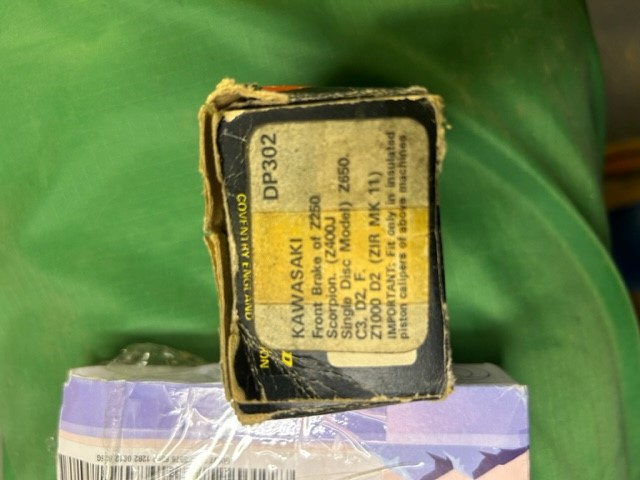 DP302
KAWASAKI
Front Brake of Z250
Scorpion. (Z400J
Single Disc Model) Z650.
C3, D2, F.
Z1000 D2 (ZIR MK 11)
IMPORTANT: Fit only in insulated
piston calipers of above machines.
COVENTRY ENGLAND